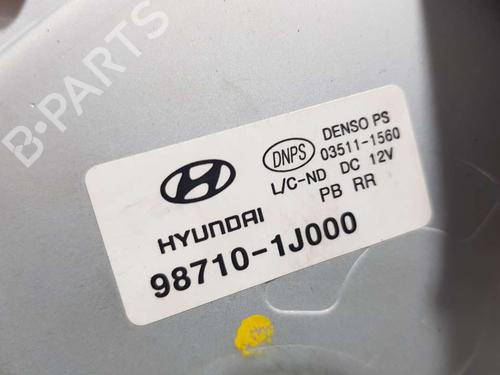 B-PARTS
DNPS
DENSO PS
03511-1560
L/C-ND DC 12V
PB RR
HYUNDAI
98710-1J000